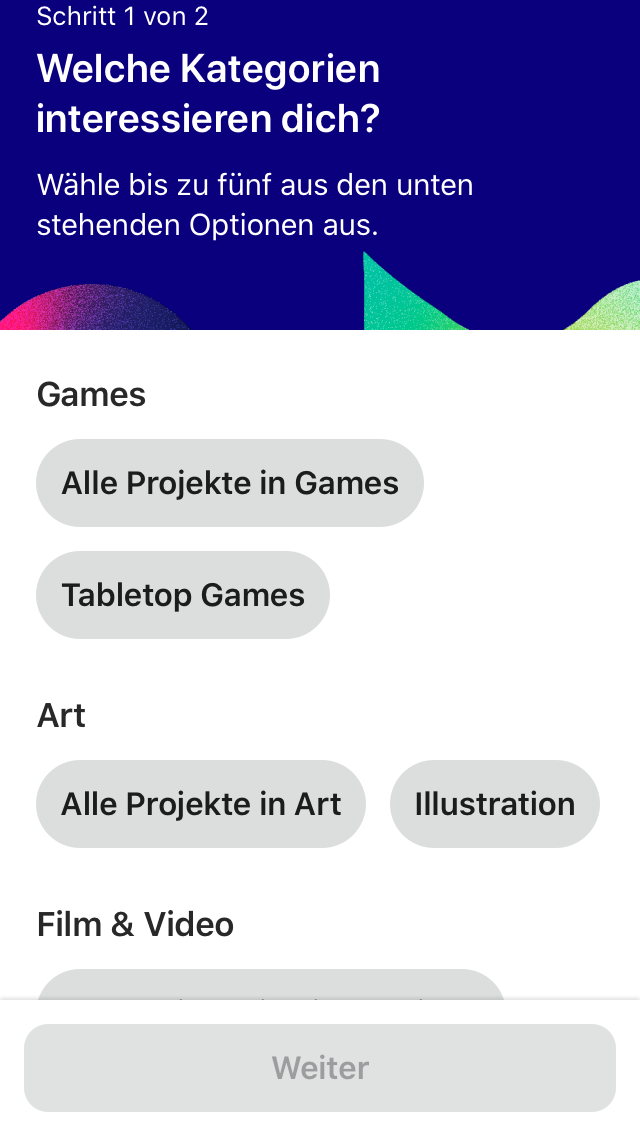 Schritt 1 von 2
Welche Kategorien
interessieren dich?
Wähle bis zu fünf aus den unten
stehenden Optionen aus.
Games
Alle Projekte in Games
Tabletop Games
Art
Alle Projekte in Art
Illustration
Film & Video
Weiter